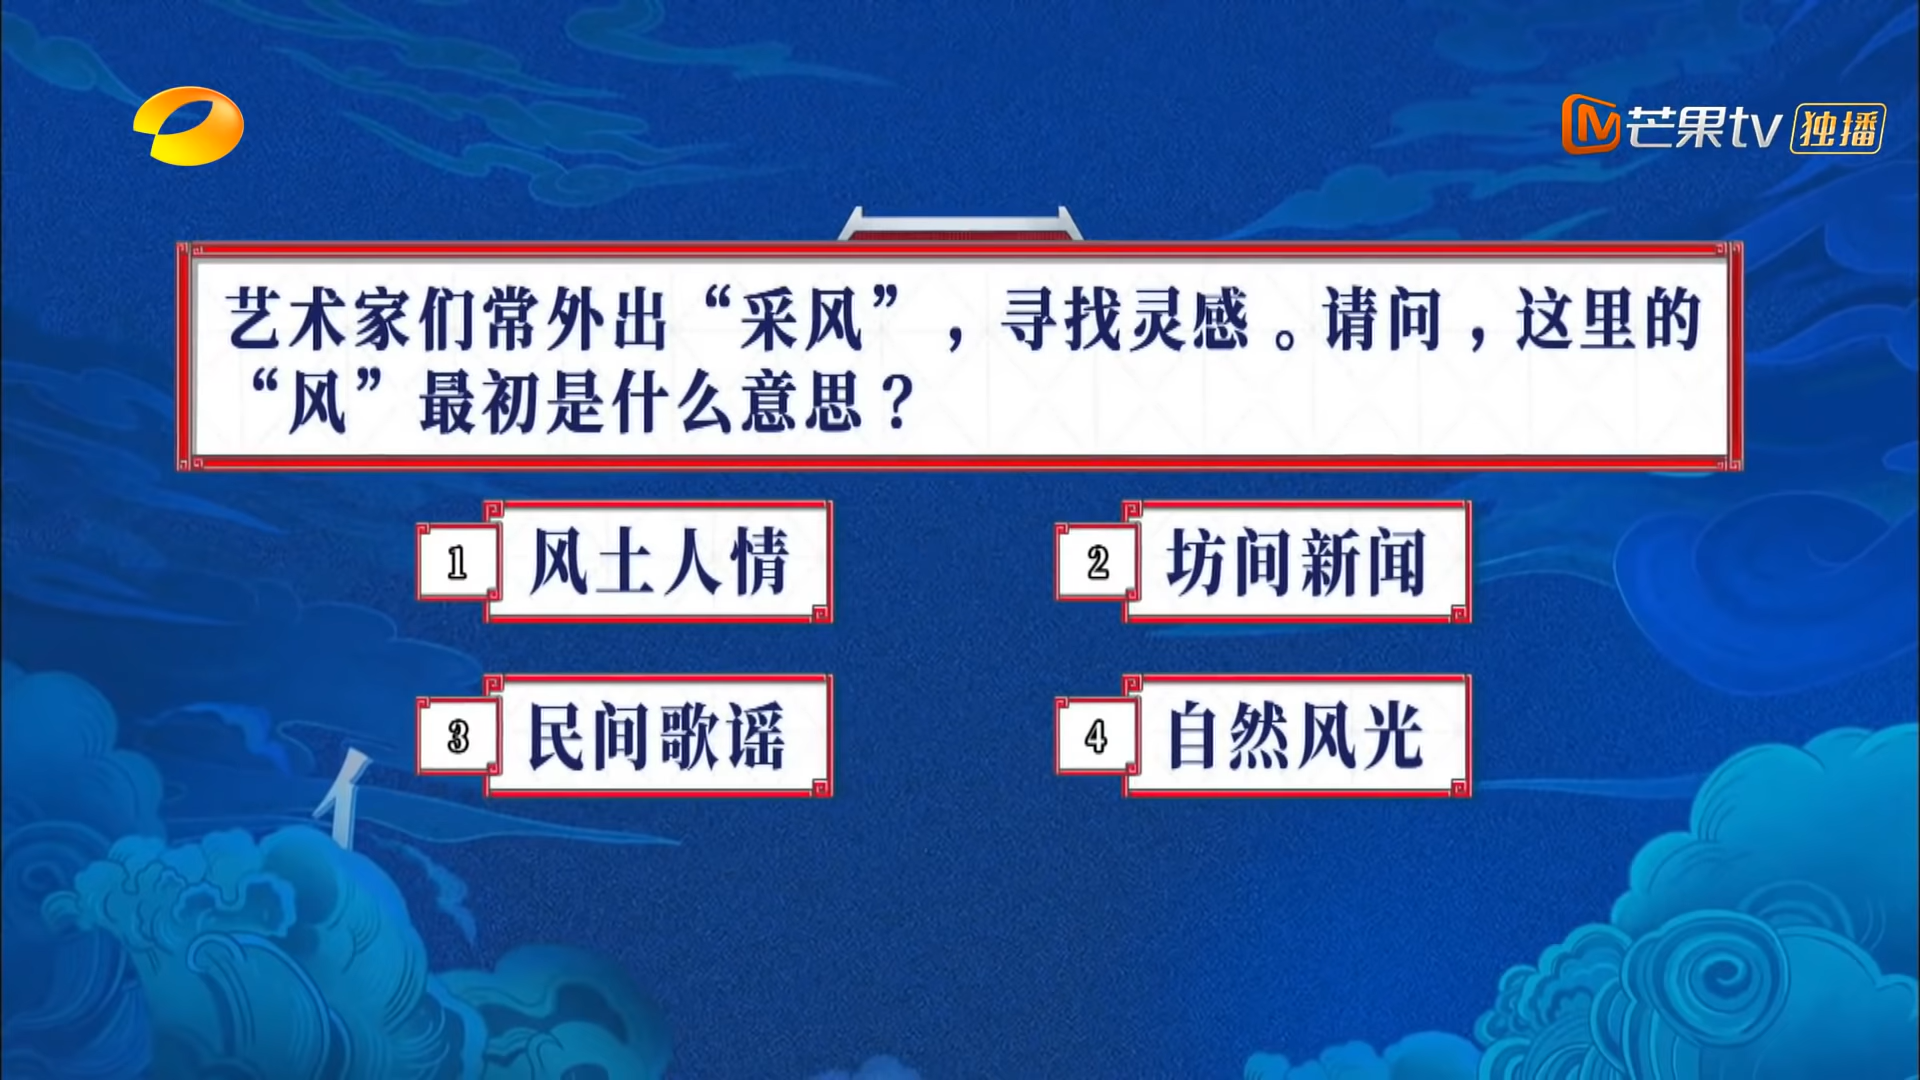 芒果tv 独播
艺术家们常外出“采风”，寻找灵感。请问，这里的
“风”最初是什么意思？
1 风土人情
2 坊间新闻
3 民间歌谣
4 自然风光